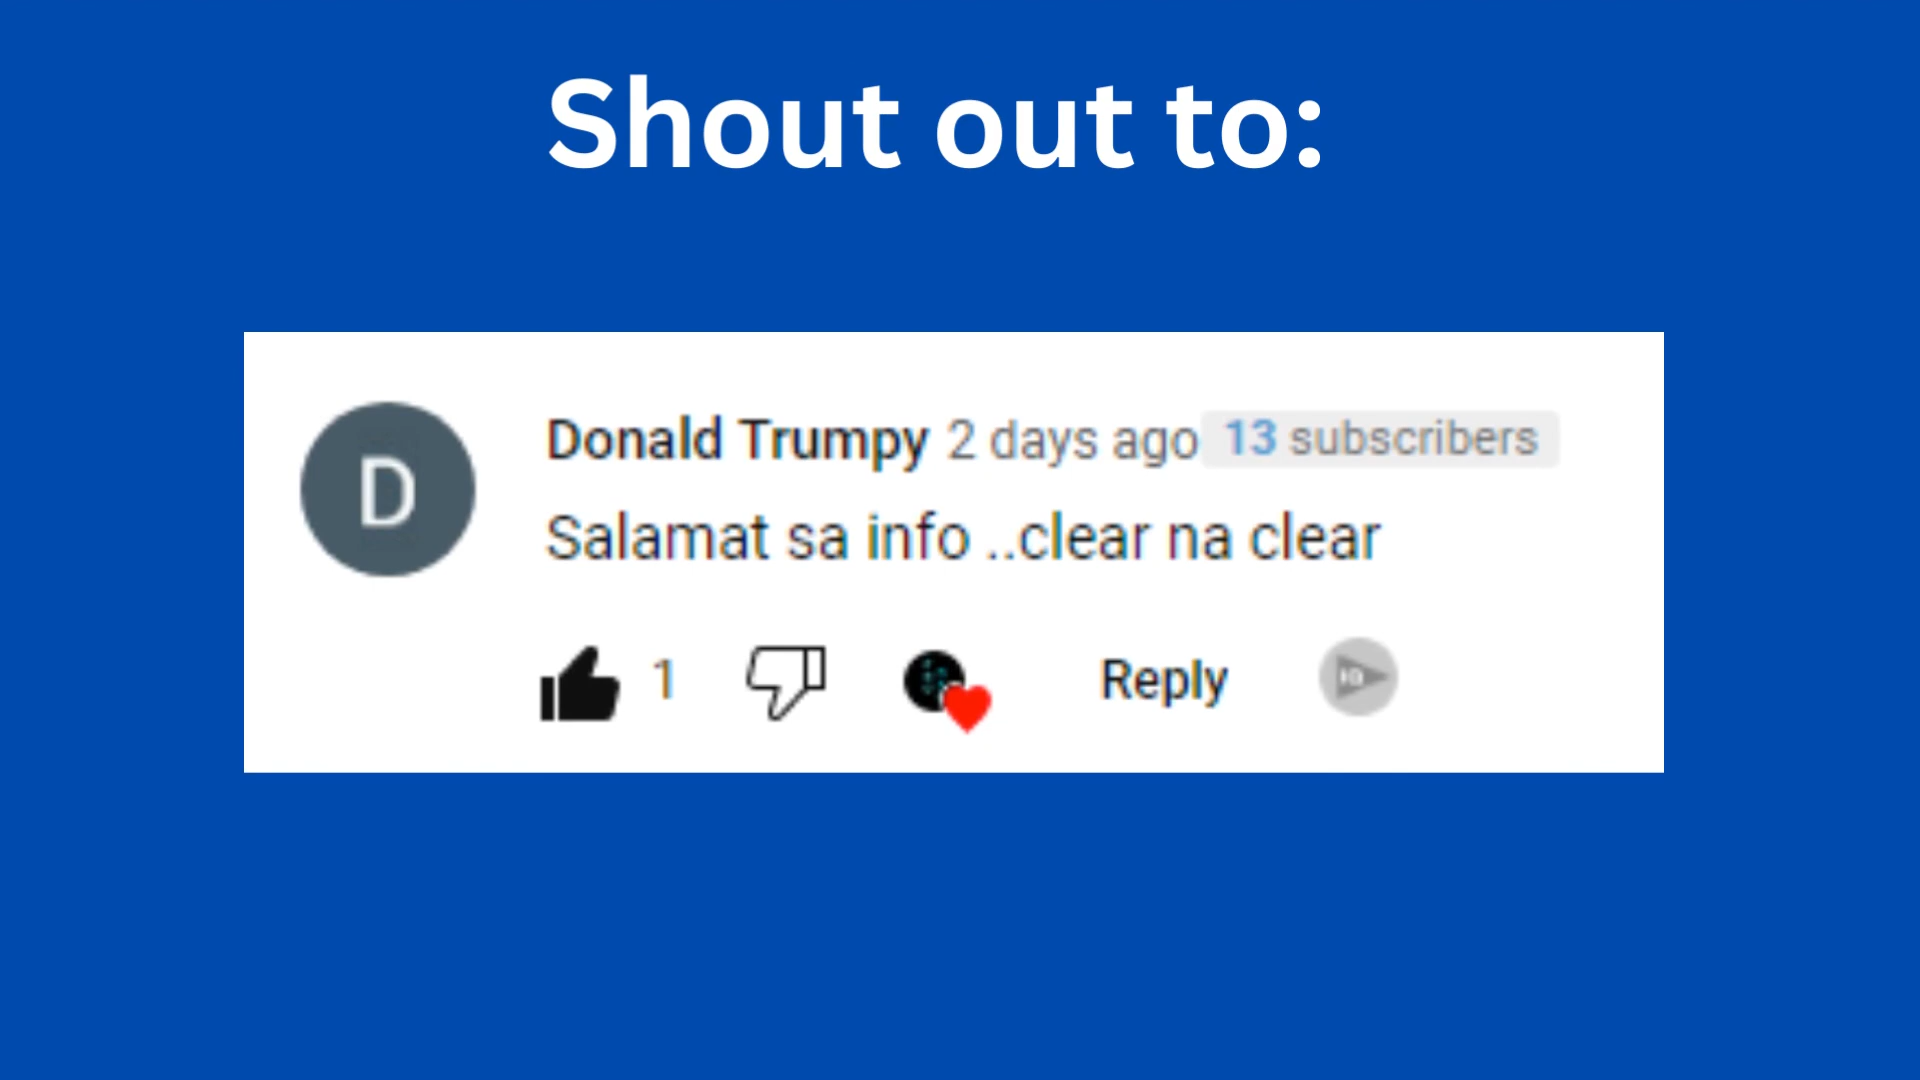 Shout out to:
D
Donald Trumpy 2 days ago 13 subscribers
Salamat sa info ..clear na clear
1 Reply